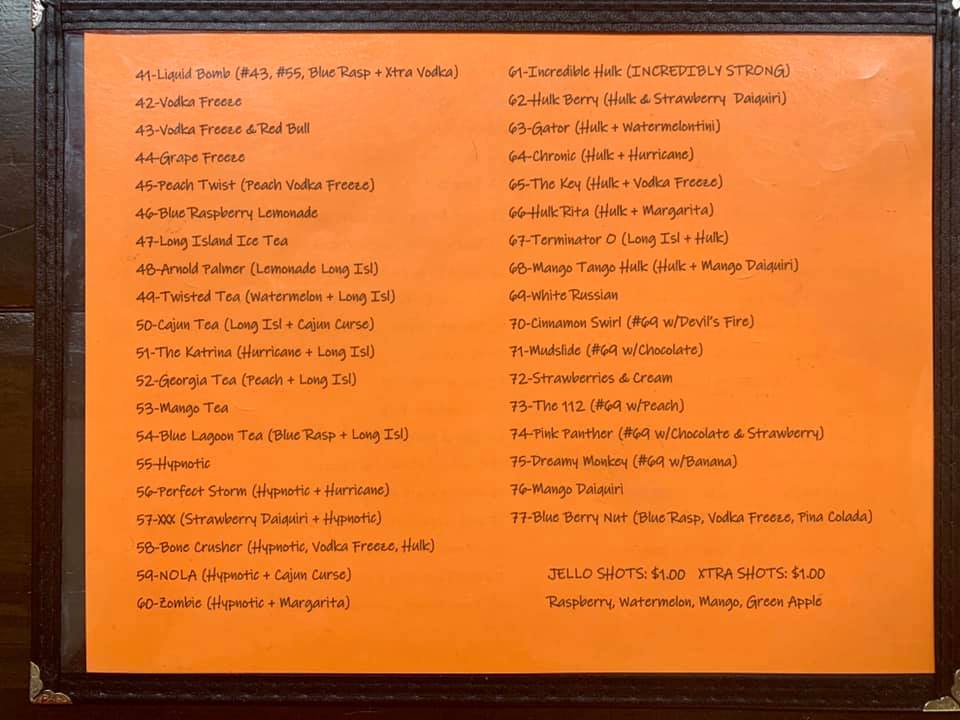 41-Liquid Bomb (#43, #55, Blue Rasp + Xtra Vodka)
42-Vodka Freeze
43-Vodka Freeze & Red Bull
44-Grape Freeze
45-Peach Twist (Peach Vodka Freeze)
46-Blue Raspberry Lemonade
47-Long Island Ice Tea
48-Arnold Palmer (Lemonade Long Isl)
49-Twisted Tea (Watermelon + Long Isl)
50-Cajun Tea (Long Isl + Cajun Curse)
51-The Katrina (Hurricane + Long Isl)
52-Georgia Tea (Peach + Long Isl)
53-Mango Tea
54-Blue Lagoon Tea (Blue Rasp + Long Isl)
55-Hypnotic
56-Perfect Storm (Hypnotic + Hurricane)
57-XXX (Strawberry Daiquiri + Hypnotic)
58-Bone Crusher (Hypnotic, Vodka Freeze, Hulk)
59-NOLA (Hypnotic + Cajun Curse)
60-Zombie (Hypnotic + Margarita)
61-Incredible Hulk (INCREDIBLY STRONG)
62-Hulk Berry (Hulk & Strawberry Daiquiri)
63-Gator (Hulk + Watermelontini)
64-Chronic (Hulk + Hurricane)
65-The Key (Hulk + Vodka Freeze)
66-Hulk Rita (Hulk + Margarita)
67-Terminator O (Long Isl + Hulk)
68-Mango Tango Hulk (Hulk + Mango Daiquiri)
69-White Russian
70-Cinnamon Swirl (#69 w/Devil's Fire)
71-Mudslide (#69 w/Chocolate)
72-Strawberries & Cream
73-The 112 (#69 w/Peach)
74-Pink Panther (#69 w/Chocolate & Strawberry)
75-Dreamy Monkey (#69 w/Banana)
76-Mango Daiquiri
77-Blue Berry Nut (Blue Rasp, Vodka Freeze, Pina Colada)
JELLO SHOTS: $1.00 XTRA SHOTS: $1.00
Raspberry, Watermelon, Mango, Green Apple